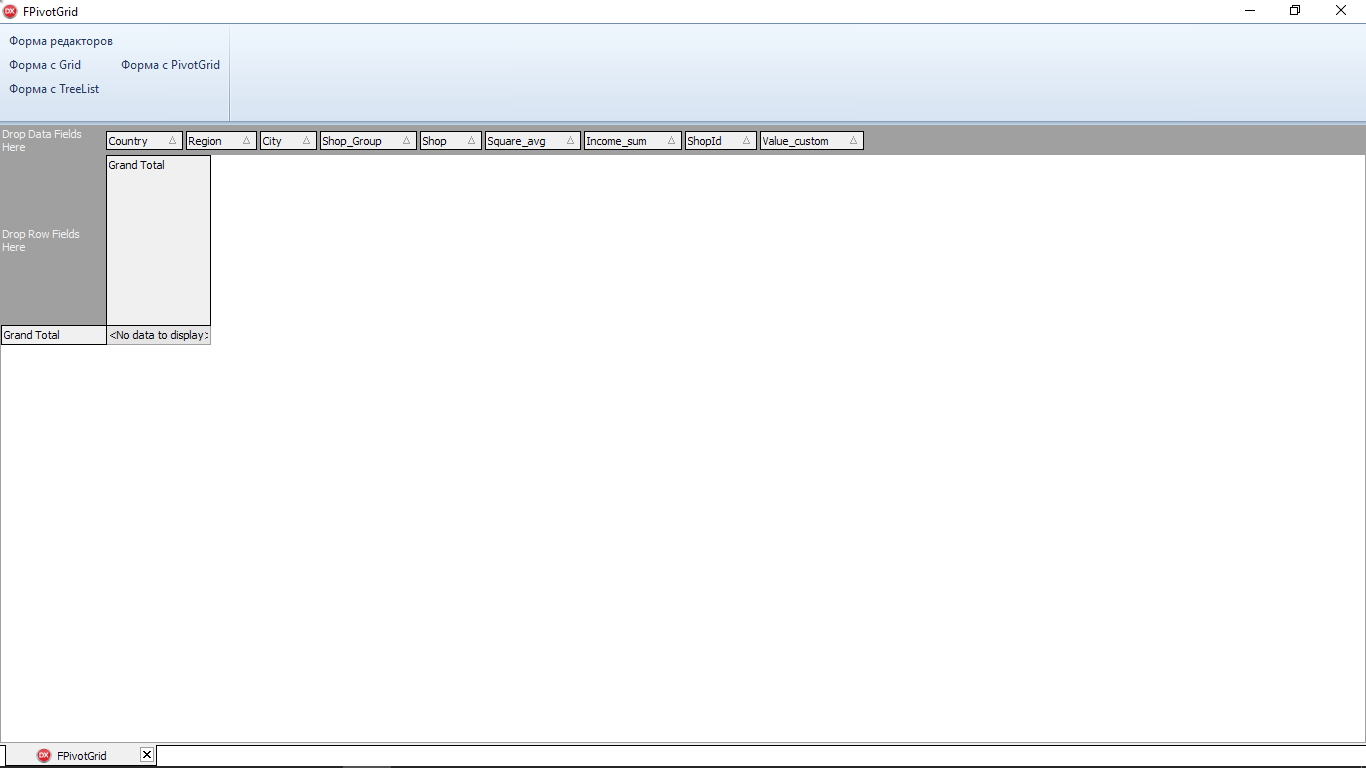 FPivotGrid
Форма редакторов
Форма с Grid Форма с PivotGrid
Форма с TreeList
Drop Data Fields
Here
Country Region City Shop_Group Shop Square_avg Income_sum ShopId Value_custom
Grand Total
Drop Row Fields
Here
Grand Total <No data to display>
FPivotGrid